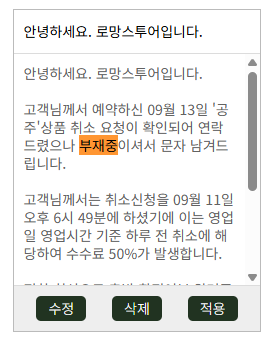 안녕하세요. 로망스투어입니다.
안녕하세요. 로망스투어입니다.
고객님께서 예약하신 09월 13일 '공
주'상품 취소 요청이 확인되어 연락
드렸으나 부재중이셔서 문자 남겨드
립니다.
고객님께서는 취소신청을 09월 11일
오후 6시 49분에 하셨기에 이는 영업
일 영업시간 기준 하루 전 취소에 해
당하여 수수료 50%가 발생합니다.
수정 삭제 적용